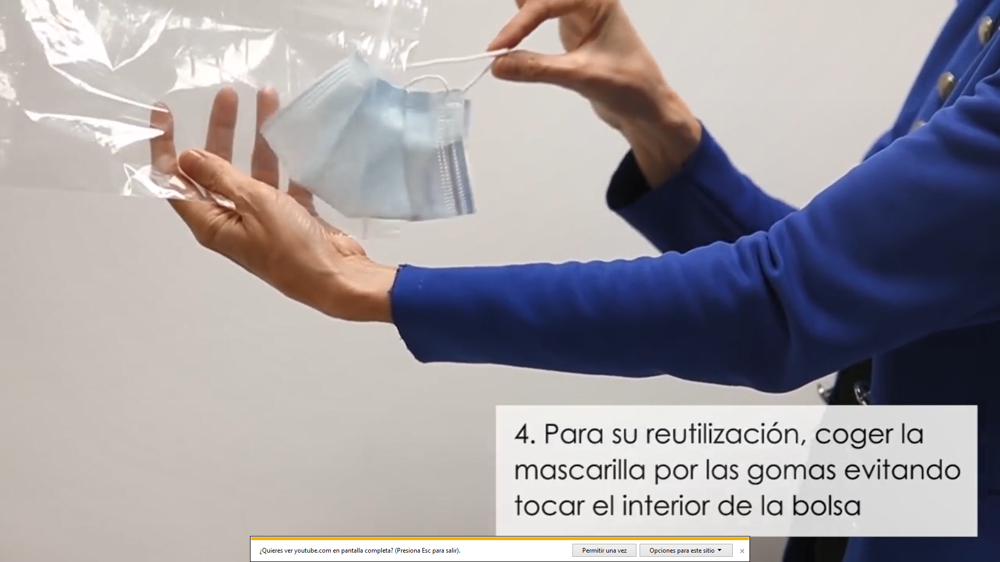 4. Para su reutilización, coger la
mascarilla por las gomas evitando
tocar el interior de la bolsa
¿Quieres ver youtube.com en pantalla completa? (Presiona Esc para salir).
Permitir una vez
Opciones para este sitio